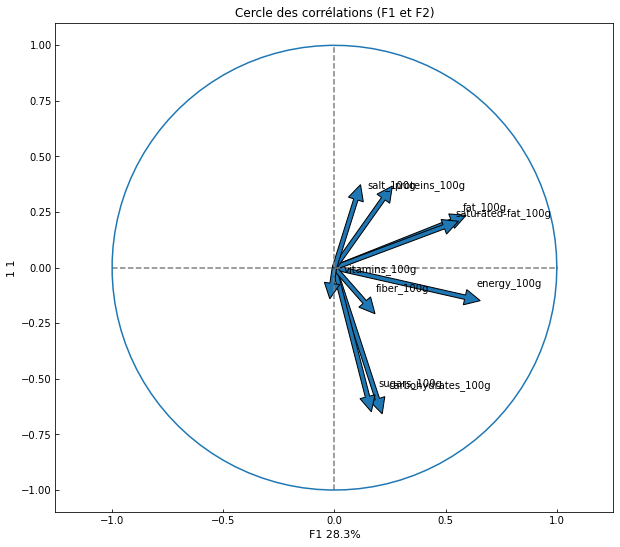 Cercle des corrélations (F1 et F2)
1.00
0.75
0.50
0.25
0.00
-0.25
-0.50
-0.75
-1.00
1 1
salt_100g
proteins_100g
fat_100g
saturated-fat_100g
vitamins_100g
energy_100g
fiber_100g
sugars_100g
carbohydrates_100g
-1.0
-0.5
0.0
0.5
1.0
F1 28.3%